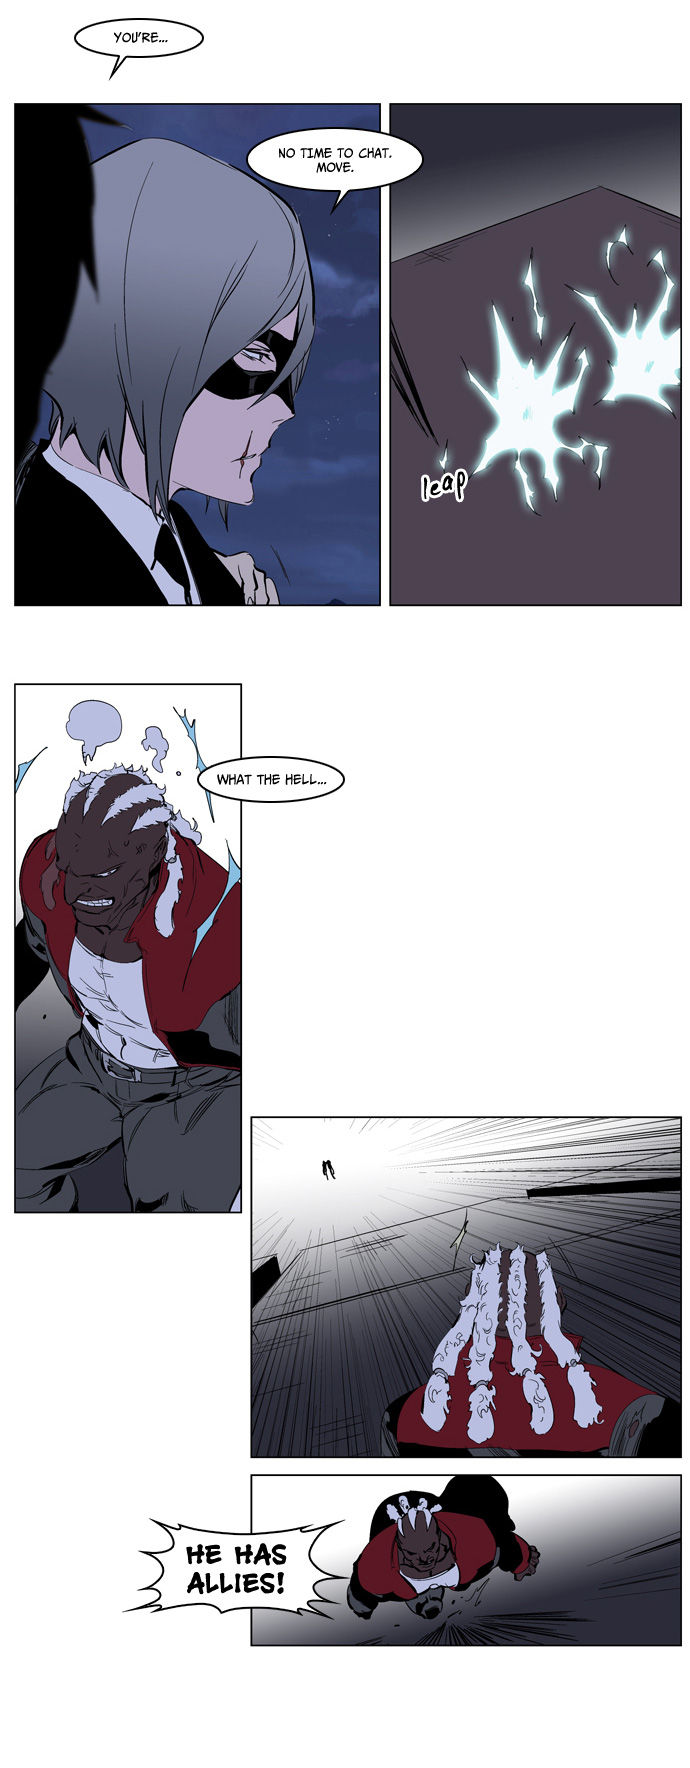 YOU'RE...
NO TIME TO CHAT.
MOVE.
leap
WHAT THE HELL...
HE HAS
ALLIES!